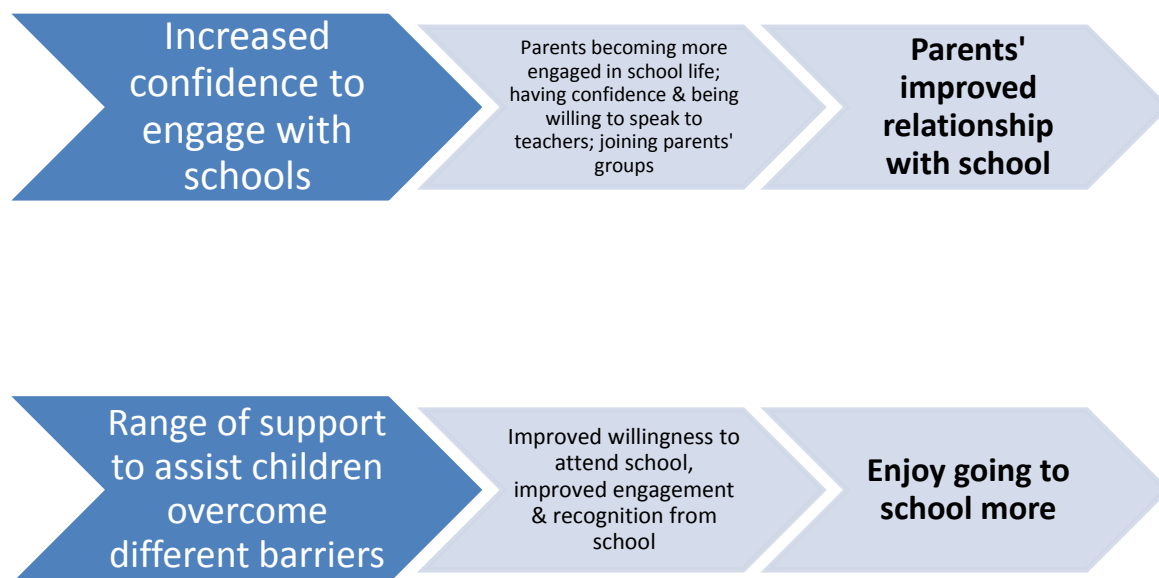 Increased
confidence to
engage with
schools
Parents becoming more
engaged in school life;
having confidence & being
willing to speak to
teachers; joining parents'
groups
Parents'
improved
relationship
with school
Range of support
to assist children
overcome
different barriers
Improved willingness to
attend school,
improved engagement
& recognition from
school
Enjoy going to
school more